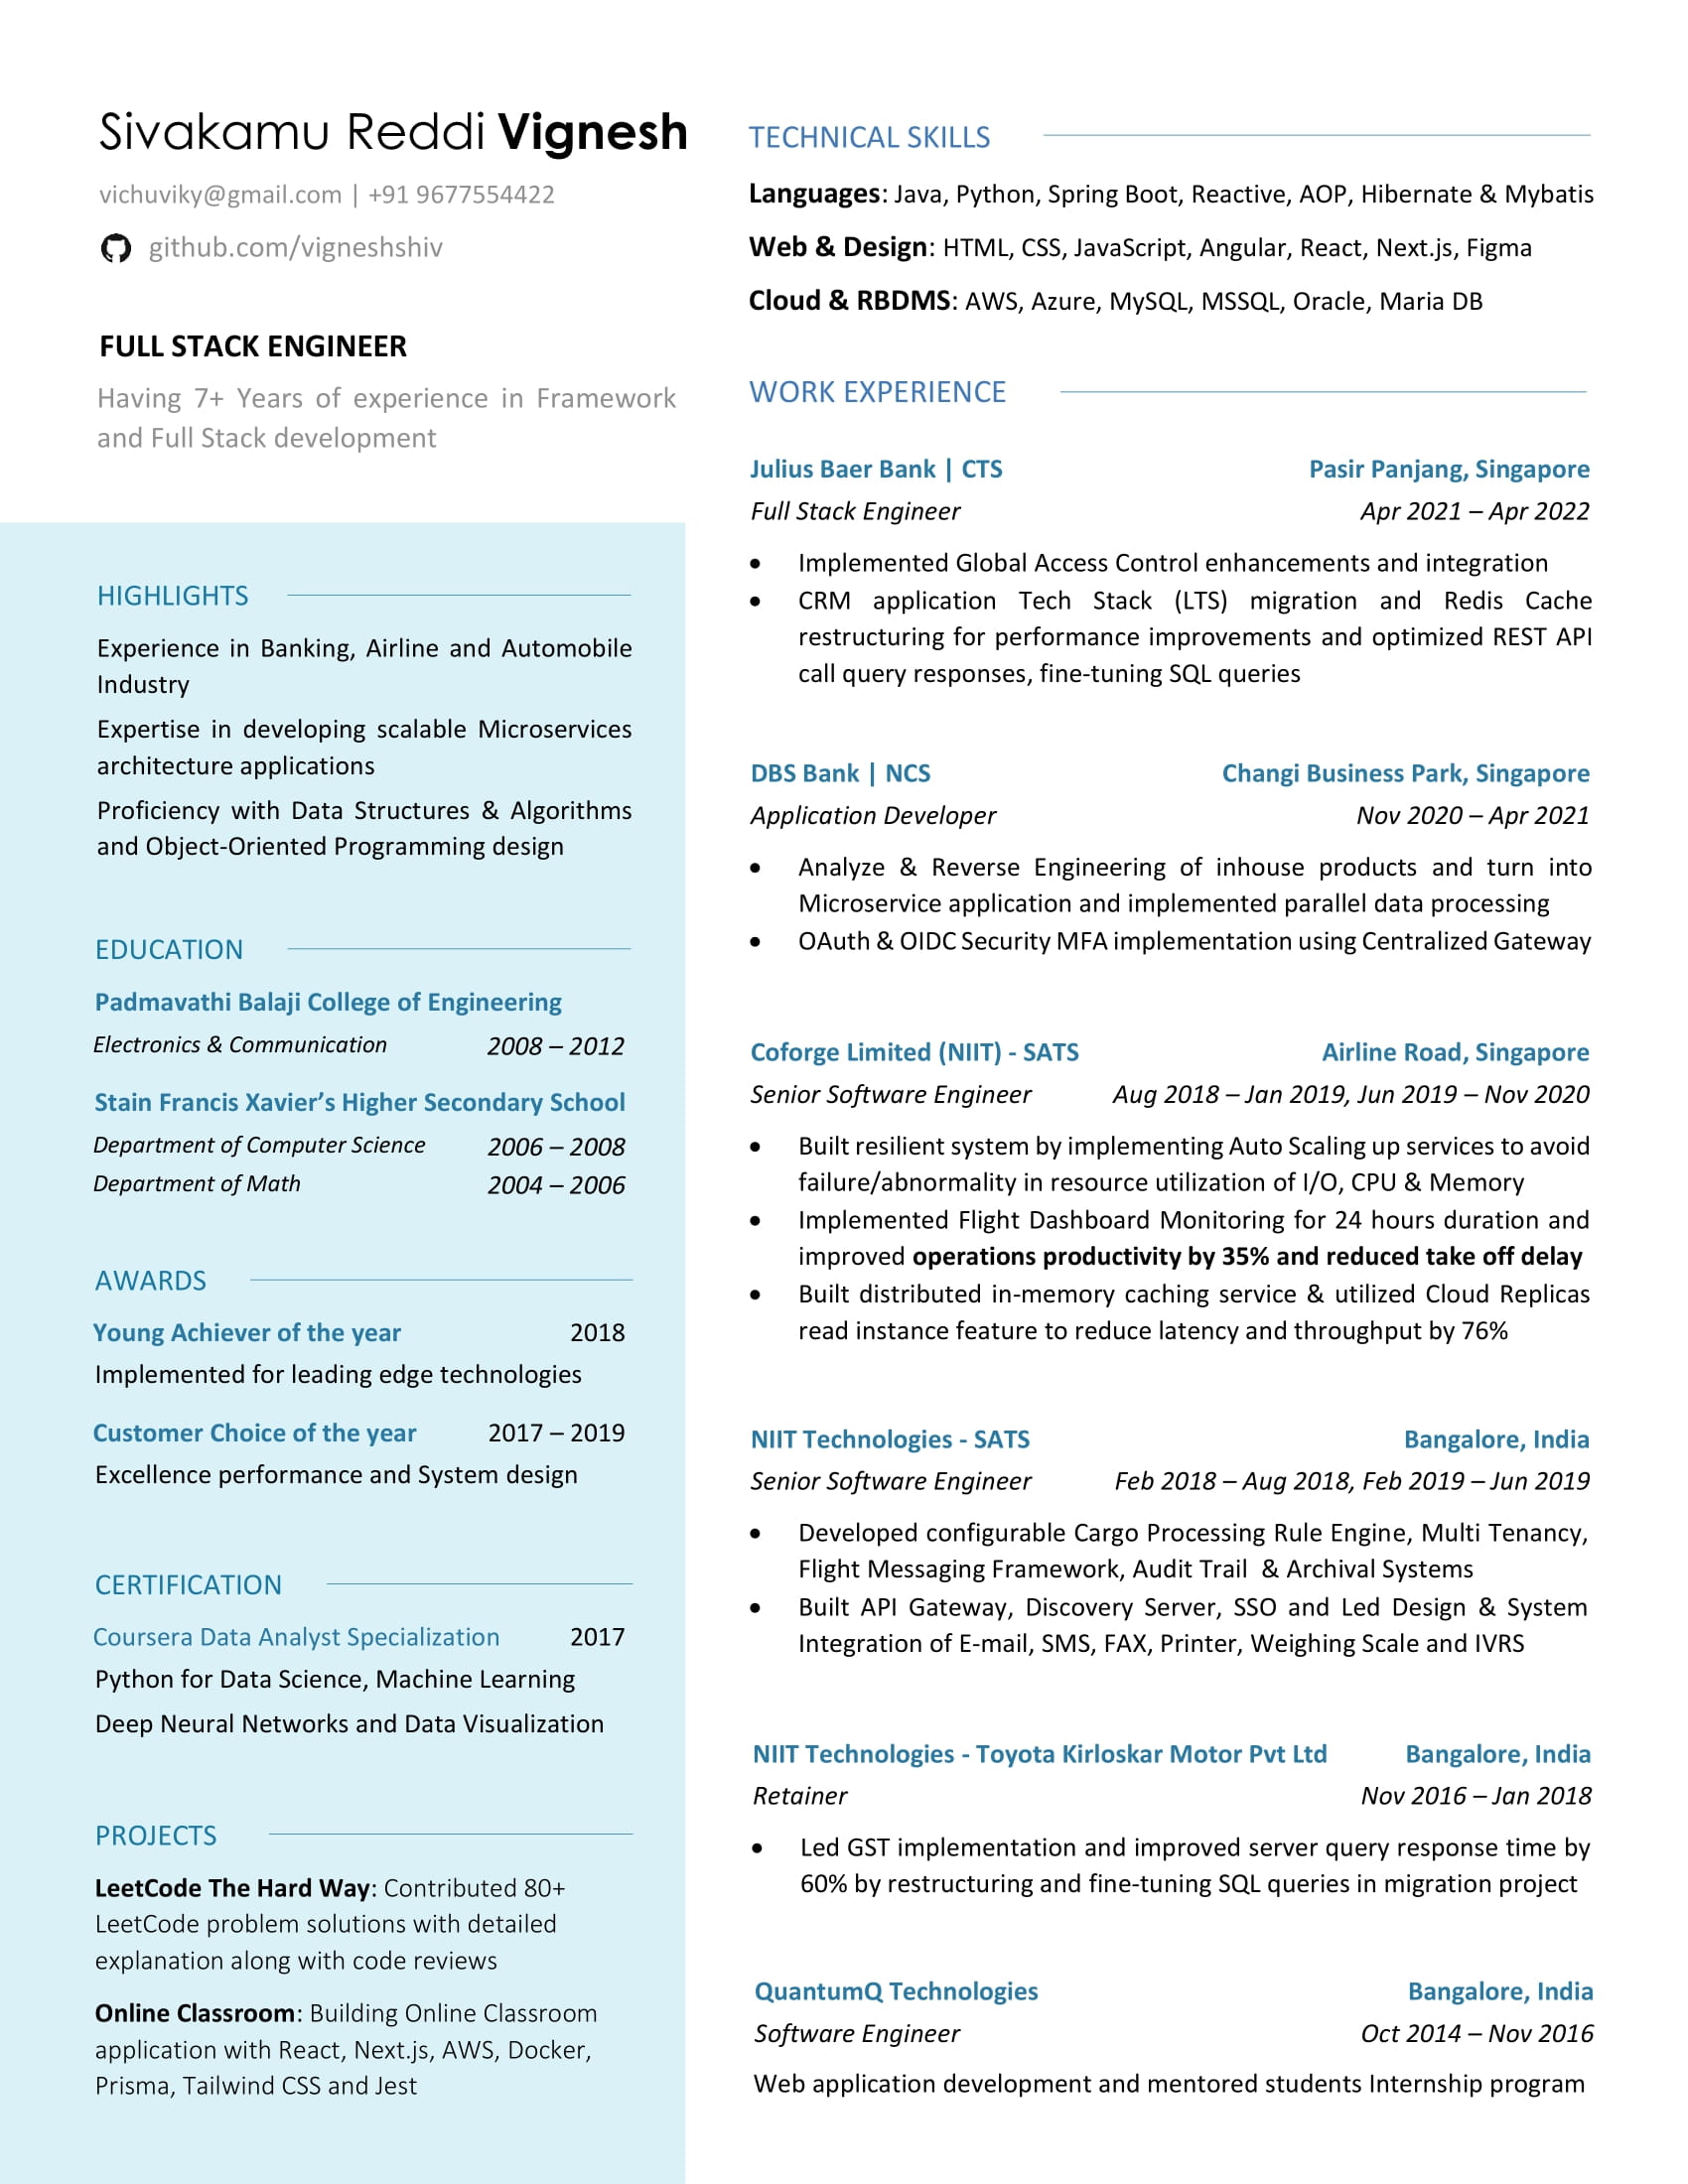 Sivakamu Reddi Vignesh
vichuviky@gmail.com | +91 9677554422
github.com/vigneshshiv
FULL STACK ENGINEER
Having 7+ Years of experience in Framework
and Full Stack development
HIGHLIGHTS
Experience in Banking, Airline and Automobile
Industry
Expertise in developing scalable Microservices
architecture applications
Proficiency with Data Structures & Algorithms
and Object-Oriented Programming design
EDUCATION
Padmavathi Balaji College of Engineering
Electronics & Communication 2008 – 2012
Stain Francis Xavier’s Higher Secondary School
Department of Computer Science 2006 – 2008
Department of Math 2004 – 2006
AWARDS
Young Achiever of the year 2018
Implemented for leading edge technologies
Customer Choice of the year 2017 – 2019
Excellence performance and System design
CERTIFICATION
Coursera Data Analyst Specialization 2017
Python for Data Science, Machine Learning
Deep Neural Networks and Data Visualization
PROJECTS
LeetCode The Hard Way: Contributed 80+
LeetCode problem solutions with detailed
explanation along with code reviews
Online Classroom: Building Online Classroom
application with React, Next.js, AWS, Docker,
Prisma, Tailwind CSS and Jest
TECHNICAL SKILLS
Languages: Java, Python, Spring Boot, Reactive, AOP, Hibernate & Mybatis
Web & Design: HTML, CSS, JavaScript, Angular, React, Next.js, Figma
Cloud & RBDMS: AWS, Azure, MySQL, MSSQL, Oracle, Maria DB
WORK EXPERIENCE
Julius Baer Bank | CTS Pasir Panjang, Singapore
Full Stack Engineer Apr 2021 – Apr 2022
• Implemented Global Access Control enhancements and integration
• CRM application Tech Stack (LTS) migration and Redis Cache
restructuring for performance improvements and optimized REST API
call query responses, fine-tuning SQL queries
DBS Bank | NCS Changi Business Park, Singapore
Application Developer Nov 2020 – Apr 2021
• Analyze & Reverse Engineering of inhouse products and turn into
Microservice application and implemented parallel data processing
• OAuth & OIDC Security MFA implementation using Centralized Gateway
Coforge Limited (NIIT) - SATS Airline Road, Singapore
Senior Software Engineer Aug 2018 – Jan 2019, Jun 2019 – Nov 2020
• Built resilient system by implementing Auto Scaling up services to avoid
failure/abnormality in resource utilization of I/O, CPU & Memory
• Implemented Flight Dashboard Monitoring for 24 hours duration and
improved operations productivity by 35% and reduced take off delay
• Built distributed in-memory caching service & utilized Cloud Replicas
read instance feature to reduce latency and throughput by 76%
NIIT Technologies - SATS Bangalore, India
Senior Software Engineer Feb 2018 – Aug 2018, Feb 2019 – Jun 2019
• Developed configurable Cargo Processing Rule Engine, Multi Tenancy,
Flight Messaging Framework, Audit Trail & Archival Systems
• Built API Gateway, Discovery Server, SSO and Led Design & System
Integration of E-mail, SMS, FAX, Printer, Weighing Scale and IVRS
NIIT Technologies - Toyota Kirloskar Motor Pvt Ltd Bangalore, India
Retainer Nov 2016 – Jan 2018
• Led GST implementation and improved server query response time by
60% by restructuring and fine-tuning SQL queries in migration project
QuantumQ Technologies Bangalore, India
Software Engineer Oct 2014 – Nov 2016
Web application development and mentored students Internship program